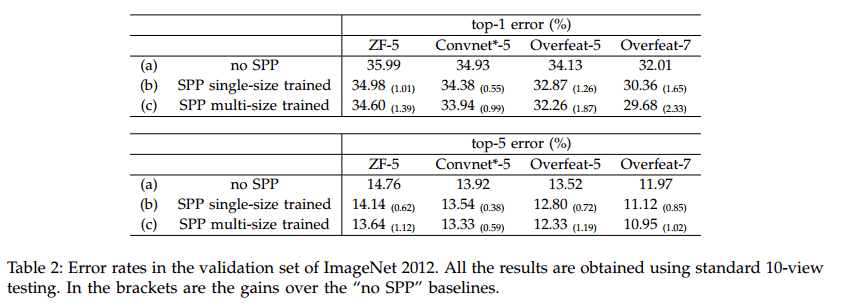 top-1 error (%)
ZF-5 Convnet*-5 Overfeat-5 Overfeat-7
(a) no SPP 35.99 34.93 34.13 32.01
(b) SPP single-size trained 34.98 (1.01) 34.38 (0.55) 32.87 (1.26) 30.36 (1.65)
(c) SPP multi-size trained 34.60 (1.39) 33.94 (0.99) 32.26 (1.87) 29.68 (2.33)
top-5 error (%)
ZF-5 Convnet*-5 Overfeat-5 Overfeat-7
(a) no SPP 14.76 13.92 13.52 11.97
(b) SPP single-size trained 14.14 (0.62) 13.54 (0.38) 12.80 (0.72) 11.12 (0.85)
(c) SPP multi-size trained 13.64 (1.12) 13.33 (0.59) 12.33 (1.19) 10.95 (1.02)
Table 2: Error rates in the validation set of ImageNet 2012. All the results are obtained using standard 10-view
testing. In the brackets are the gains over the “no SPP” baselines.